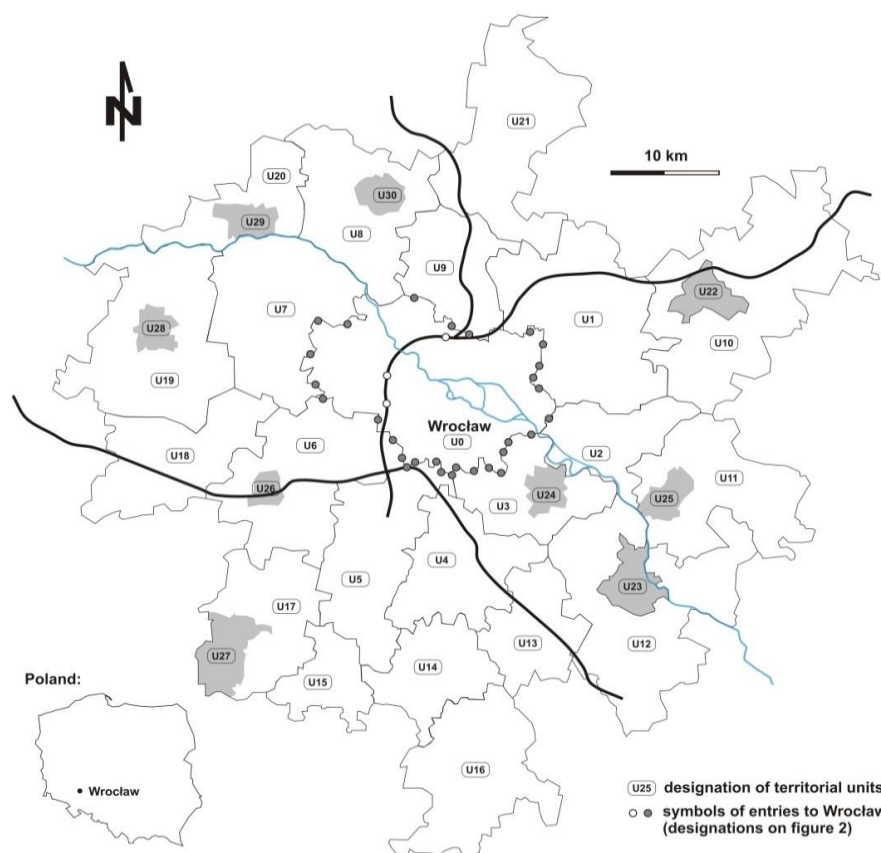 N
10 km
U21
U20
U30
U29
U8
U9
U22
U7
U1
U28
U10
U19
Wrocław
U0
U6
U2
U18
U11
U26
U3
U24
U25
U4
U5
U23
U17
U13
U12
U27
U14
U15
Poland:
U16
Wrocław
U25 designation of territorial units
symbols of entries to Wrocław
(designations on figure 2)